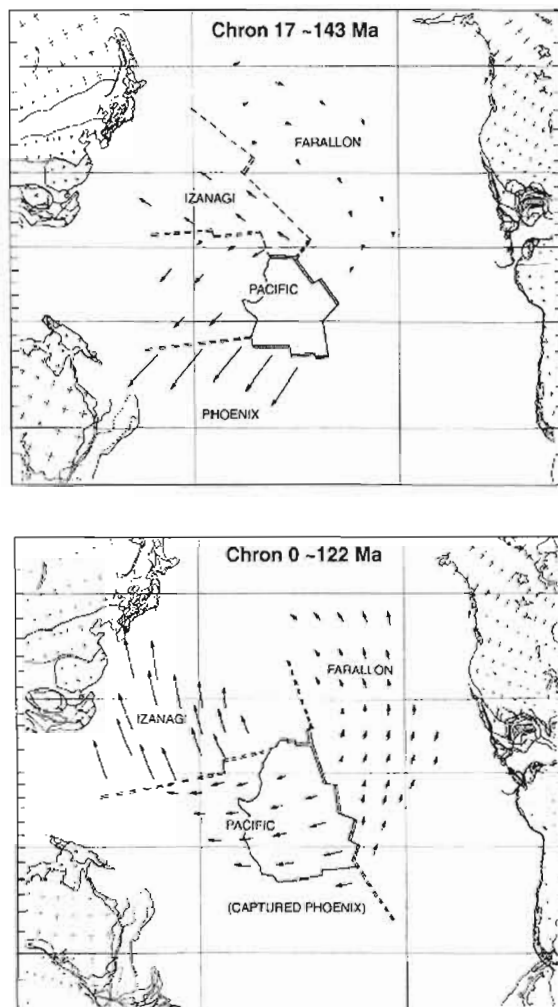 Chron 17 ~143 Ma
FARALLON
IZANAGI
PACIFIC
PHOENIX
Chron 0 ~122 Ma
FARALLON
IZANAGI
PACIFIC
(CAPTURED PHOENIX)